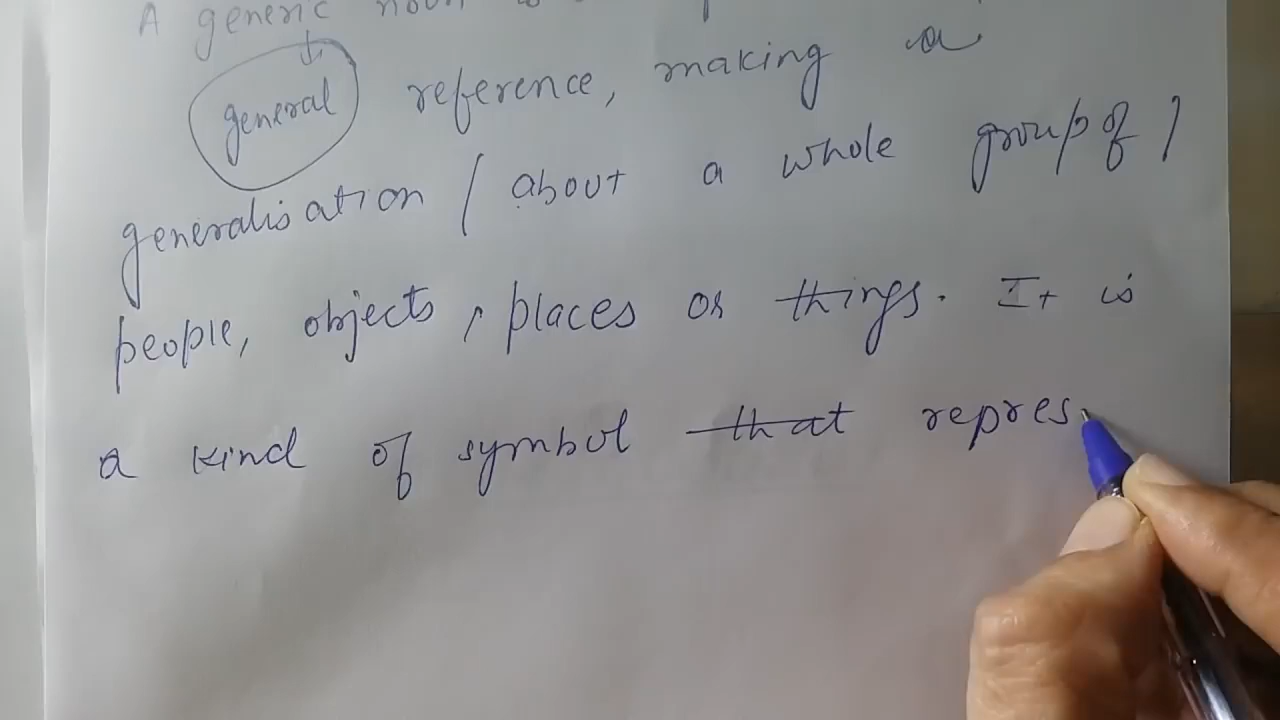 A generic noun
general reference, making a
generalisation / about a whole group of /
people, objects, places or things. It is
a kind of symbol that repres